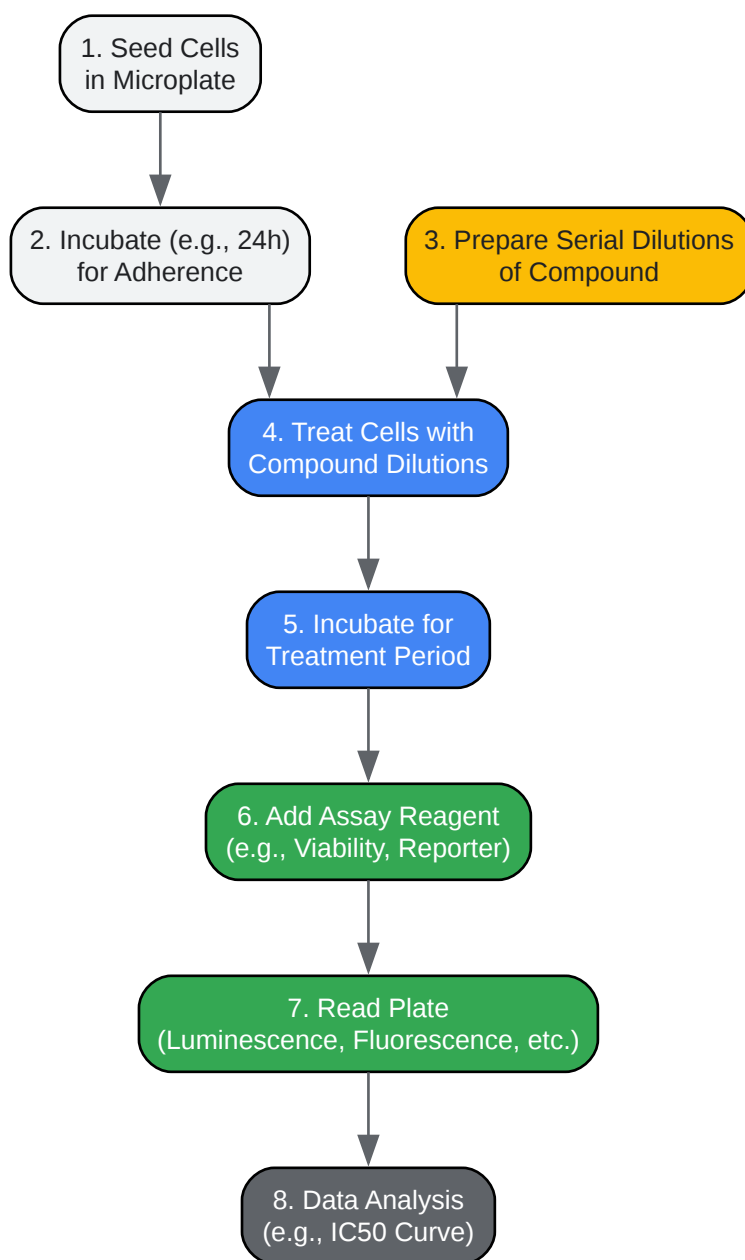 1. Seed Cells
in Microplate
2. Incubate (e.g., 24h)
for Adherence
3. Prepare Serial Dilutions
of Compound
4. Treat Cells with
Compound Dilutions
5. Incubate for
Treatment Period
6. Add Assay Reagent
(e.g., Viability, Reporter)
7. Read Plate
(Luminescence, Fluorescence, etc.)
8. Data Analysis
(e.g., IC50 Curve)